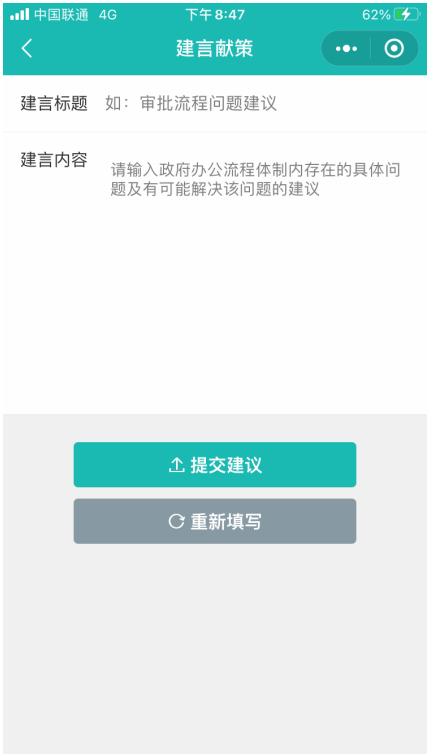 中国联通 4G 下午8:47 62%
建言献策
建言标题 如：审批流程问题建议
建言内容 请输入政府办公流程体制内存在的具体问
题及有可能解决该问题的建议
提交建议
重新填写